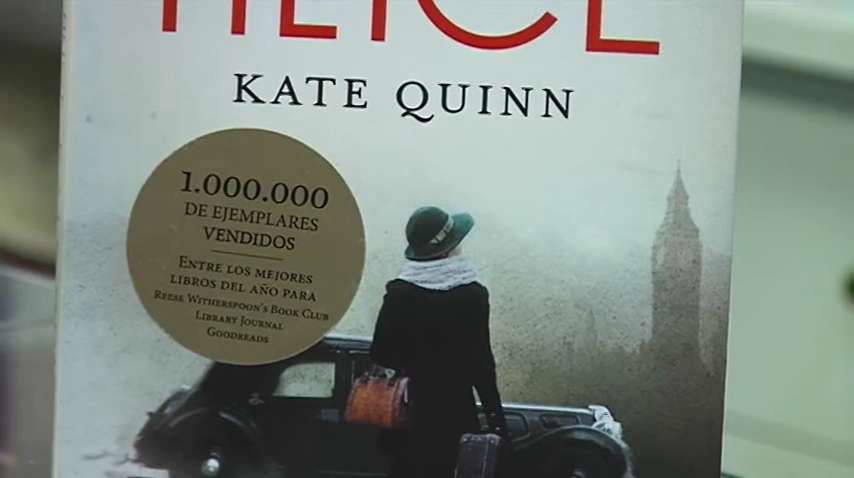 KATE QUINN
1.000.000
DE EJEMPLARES
VENDIDOS
ENTRE LOS MEJORES
LIBROS DEL AÑO PARA
REESE WITHERSPOON'S BOOK CLUB
LIBRARY JOURNAL
GOODREADS